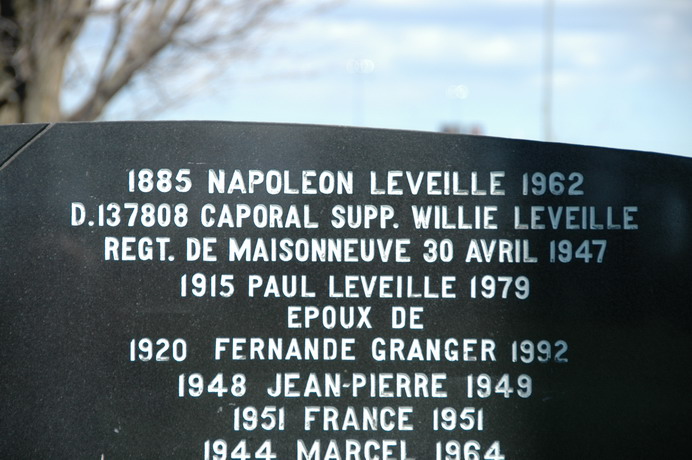 1885 NAPOLEON LEVEILLE 1962
D.137808 CAPORAL SUPP. WILLIE LEVEILLE
REGT. DE MAISONNEUVE 30 AVRIL 1947
1915 PAUL LEVEILLE 1979
EPOUX DE
1920 FERNANDE GRANGER 1992
1948 JEAN-PIERRE 1949
1951 FRANCE 1951
1944 MARCEL 1964